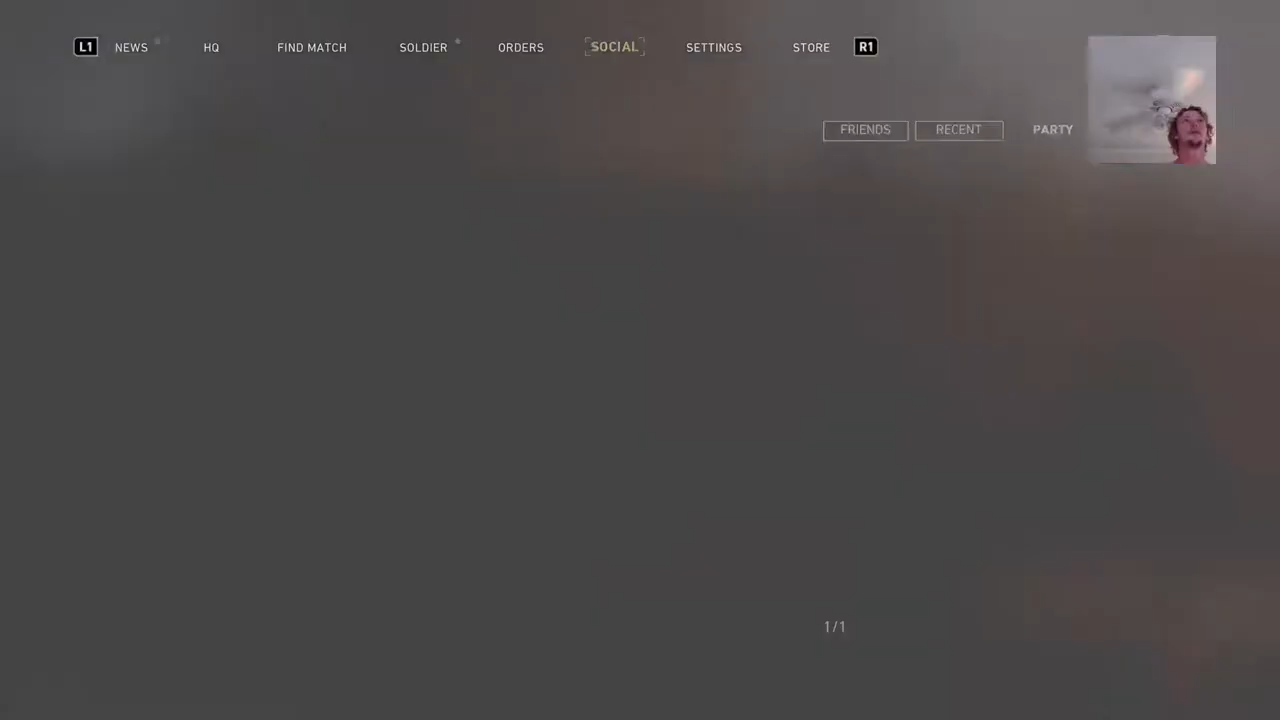 L1 NEWS HQ FIND MATCH SOLDIER ORDERS SOCIAL SETTINGS STORE R1
FRIENDS RECENT PARTY
1/1